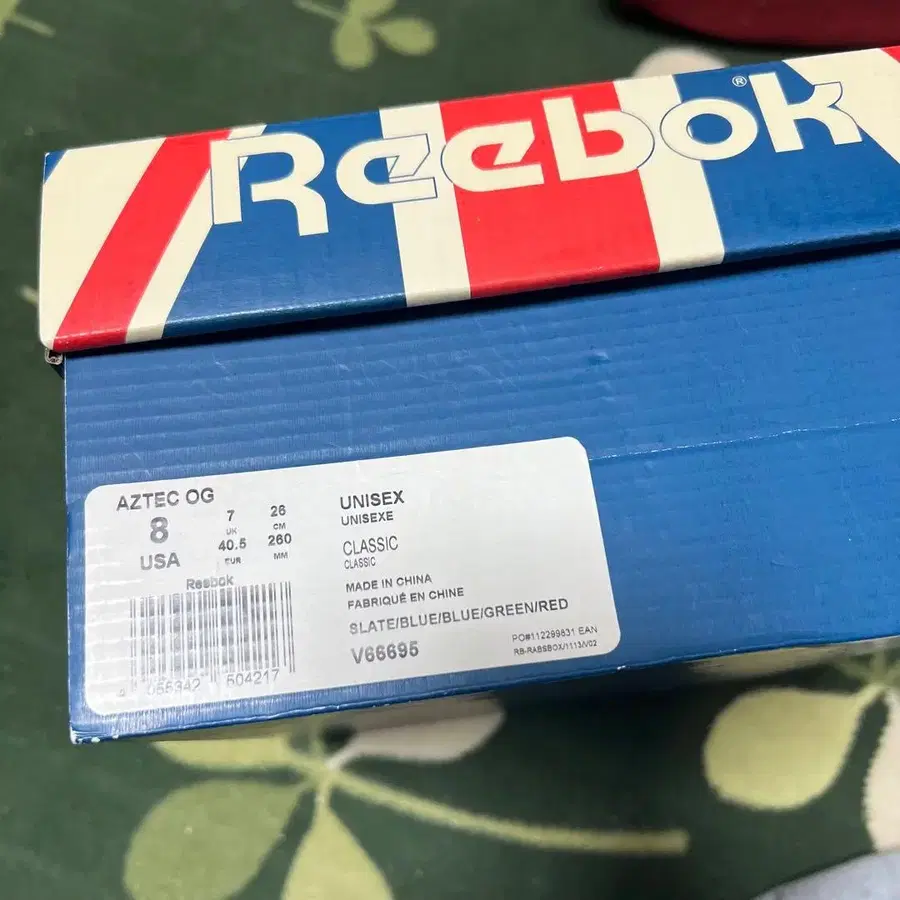 Reebok®
AZTEC OG
8
USA
7
UK
40.5
EUR
26
CM
260
MM
UNISEX
UNISEXE
CLASSIC
CLASSIC
MADE IN CHINA
FABRIQUÉ EN CHINE
SLATE/BLUE/BLUE/GREEN/RED
V66695
PO#112299831 EAN
RB-RABSBOX/1113/V02
Reebok
055342 504217